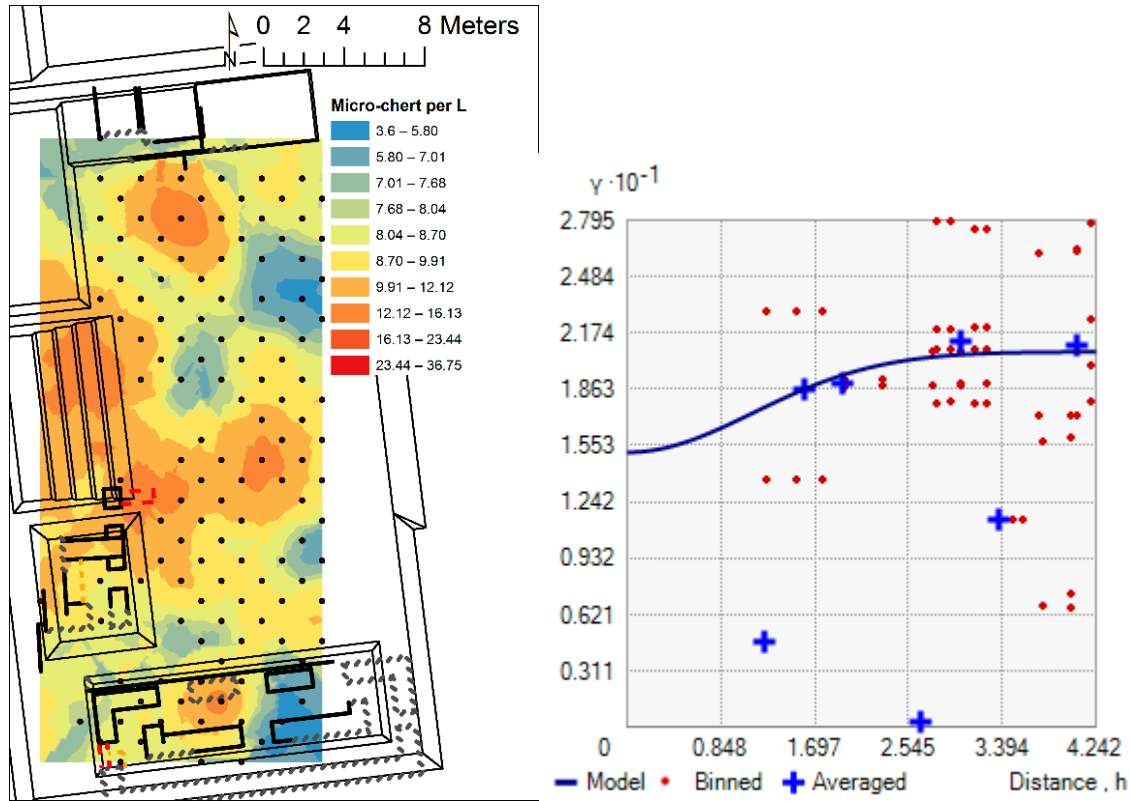 0 2 4 8 Meters
N
Micro-chert per L
3.6 – 5.80
5.80 – 7.01
7.01 – 7.68
7.68 – 8.04
8.04 – 8.70
8.70 – 9.91
9.91 – 12.12
12.12 – 16.13
16.13 – 23.44
23.44 – 36.75
γ ·10⁻¹
2.795
2.484
2.174
1.863
1.553
1.242
0.932
0.621
0.311
0 0.848 1.697 2.545 3.394 4.242
Model Binned Averaged Distance , h